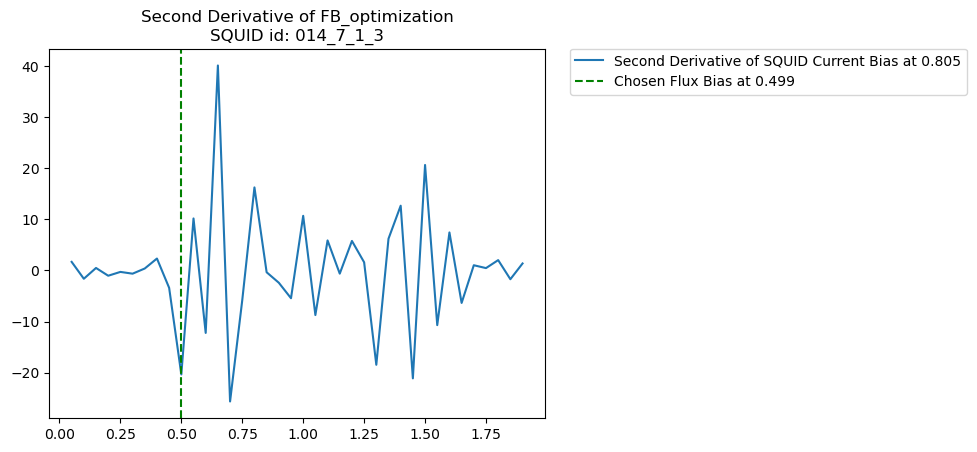 Second Derivative of FB_optimization
SQUID id: 014_7_1_3
Second Derivative of SQUID Current Bias at 0.805
Chosen Flux Bias at 0.499
40
30
20
10
0
−10
−20
0.00 0.25 0.50 0.75 1.00 1.25 1.50 1.75